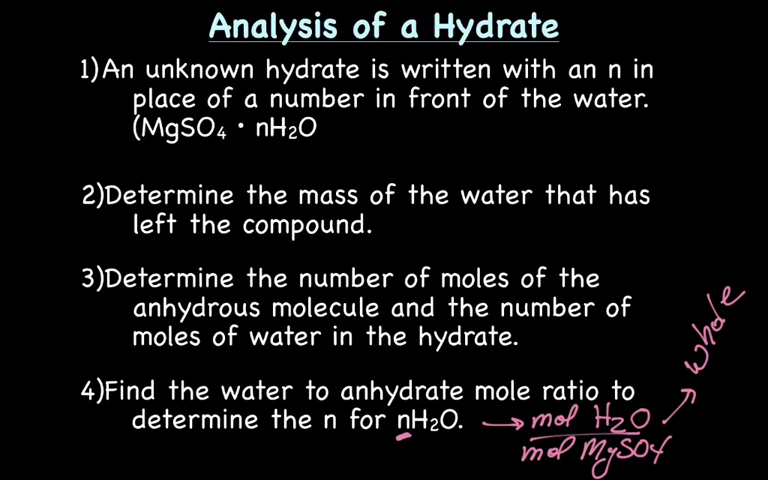 Analysis of a Hydrate
1)An unknown hydrate is written with an n in
place of a number in front of the water.
(MgSO₄ · nH₂O
2)Determine the mass of the water that has
left the compound.
3)Determine the number of moles of the
anhydrous molecule and the number of
moles of water in the hydrate.
4)Find the water to anhydrate mole ratio to
determine the n for nH₂O. → mol H₂O
mol MgSO4
→ whole